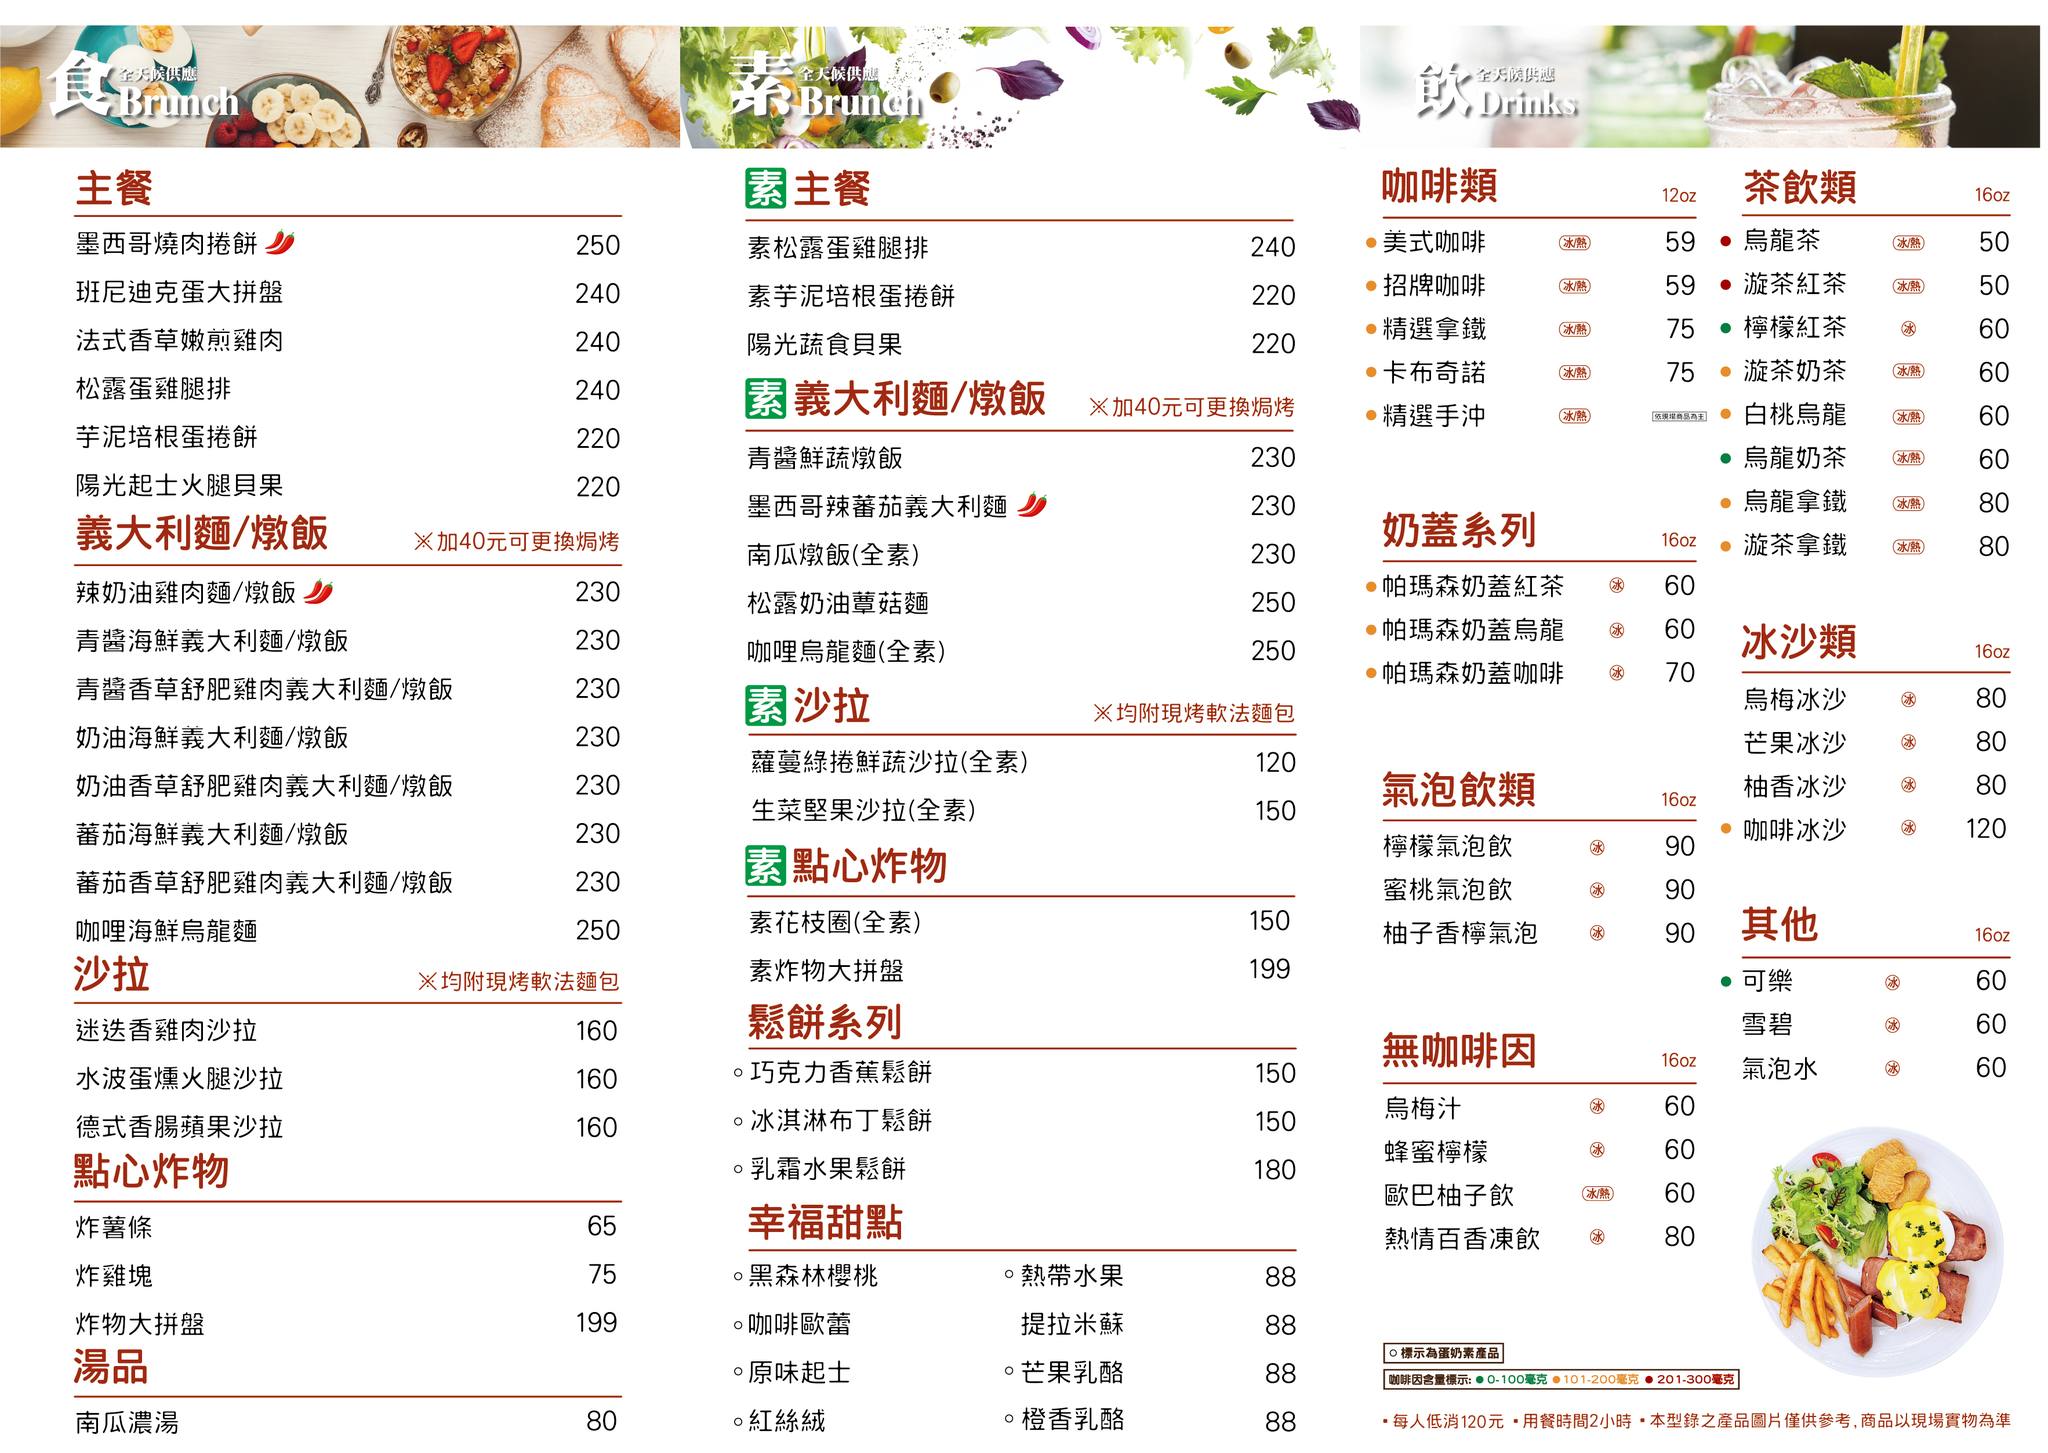 食 全天候供應
Brunch
主餐
墨西哥燒肉捲餅 250
班尼迪克蛋大拼盤 240
法式香草嫩煎雞肉 240
松露蛋雞腿排 240
芋泥培根蛋捲餅 220
陽光起士火腿貝果 220
義大利麵/燉飯 ※加40元可更換焗烤
辣奶油雞肉麵/燉飯 230
青醬海鮮義大利麵/燉飯 230
青醬香草舒肥雞肉義大利麵/燉飯 230
奶油海鮮義大利麵/燉飯 230
奶油香草舒肥雞肉義大利麵/燉飯 230
蕃茄海鮮義大利麵/燉飯 230
蕃茄香草舒肥雞肉義大利麵/燉飯 230
咖哩海鮮烏龍麵 250
沙拉 ※均附現烤軟法麵包
迷迭香雞肉沙拉 160
水波蛋燻火腿沙拉 160
德式香腸蘋果沙拉 160
點心炸物
炸薯條 65
炸雞塊 75
炸物大拼盤 199
湯品
南瓜濃湯 80
素 全天候供應
Brunch
素 主餐
素松露蛋雞腿排 240
素芋泥培根蛋捲餅 220
陽光蔬食貝果 220
素 義大利麵/燉飯 ※加40元可更換焗烤
青醬鮮蔬燉飯 230
墨西哥辣蕃茄義大利麵 230
南瓜燉飯(全素) 230
松露奶油蕈菇麵 250
咖哩烏龍麵(全素) 250
素 沙拉 ※均附現烤軟法麵包
蘿蔓綠捲鮮蔬沙拉(全素) 120
生菜堅果沙拉(全素) 150
素 點心炸物
素花枝圈(全素) 150
素炸物大拼盤 199
鬆餅系列
○巧克力香蕉鬆餅 150
○冰淇淋布丁鬆餅 150
○乳霜水果鬆餅 180
幸福甜點
○黑森林櫻桃 ○熱帶水果 88
○咖啡歐蕾 提拉米蘇 88
○原味起士 ○芒果乳酪 88
○紅絲絨 ○橙香乳酪 88
飲 全天候供應
Drinks
咖啡類 12oz
●美式咖啡 冰/熱 59
●招牌咖啡 冰/熱 59
●精選拿鐵 冰/熱 75
●卡布奇諾 冰/熱 75
●精選手沖 冰/熱 依現場商品為主
奶蓋系列 16oz
●帕瑪森奶蓋紅茶 冰 60
●帕瑪森奶蓋烏龍 冰 60
●帕瑪森奶蓋咖啡 冰 70
氣泡飲類 16oz
檸檬氣泡飲 冰 90
蜜桃氣泡飲 冰 90
柚子香檸氣泡 冰 90
無咖啡因 16oz
烏梅汁 冰 60
蜂蜜檸檬 冰 60
歐巴柚子飲 冰/熱 60
熱情百香凍飲 冰 80
茶飲類 16oz
●烏龍茶 冰/熱 50
●漩茶紅茶 冰/熱 50
●檸檬紅茶 冰 60
●漩茶奶茶 冰/熱 60
●白桃烏龍 冰/熱 60
●烏龍奶茶 冰/熱 60
●烏龍拿鐵 冰/熱 80
●漩茶拿鐵 冰/熱 80
冰沙類 16oz
烏梅冰沙 冰 80
芒果冰沙 冰 80
柚香冰沙 冰 80
●咖啡冰沙 冰 120
其他 16oz
●可樂 冰 60
雪碧 冰 60
氣泡水 冰 60
○標示為蛋奶素產品
咖啡因含量標示: ●0-100毫克 ●101-200毫克 ●201-300毫克
▪每人低消120元 ▪用餐時間2小時 ▪本型錄之產品圖片僅供參考,商品以現場實物為準